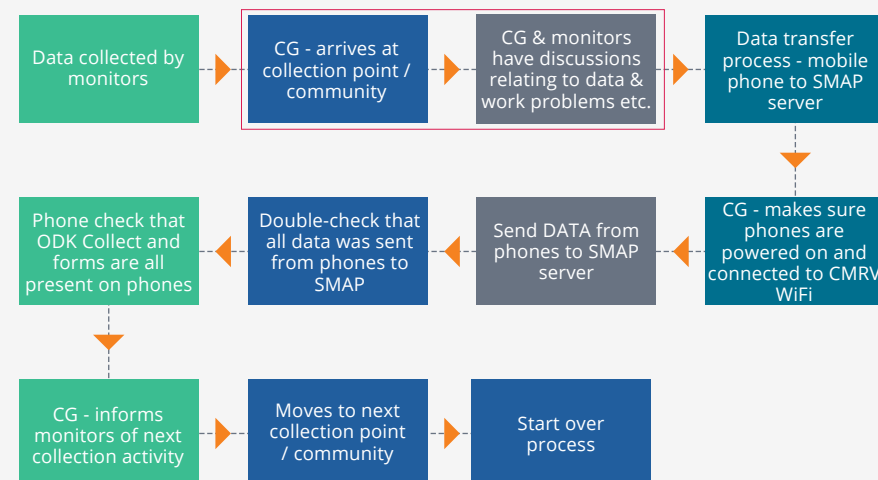 Data collected by
monitors
CG - arrives at
collection point /
community
CG & monitors
have discussions
relating to data &
work problems etc.
Data transfer
process - mobile
phone to SMAP
server
Phone check that
ODK Collect and
forms are all
present on phones
Double-check that
all data was sent
from phones to
SMAP
Send DATA from
phones to SMAP
server
CG - makes sure
phones are
powered on and
connected to CMRV
WiFi
CG - informs
monitors of next
collection activity
Moves to next
collection point
/ community
Start over
process